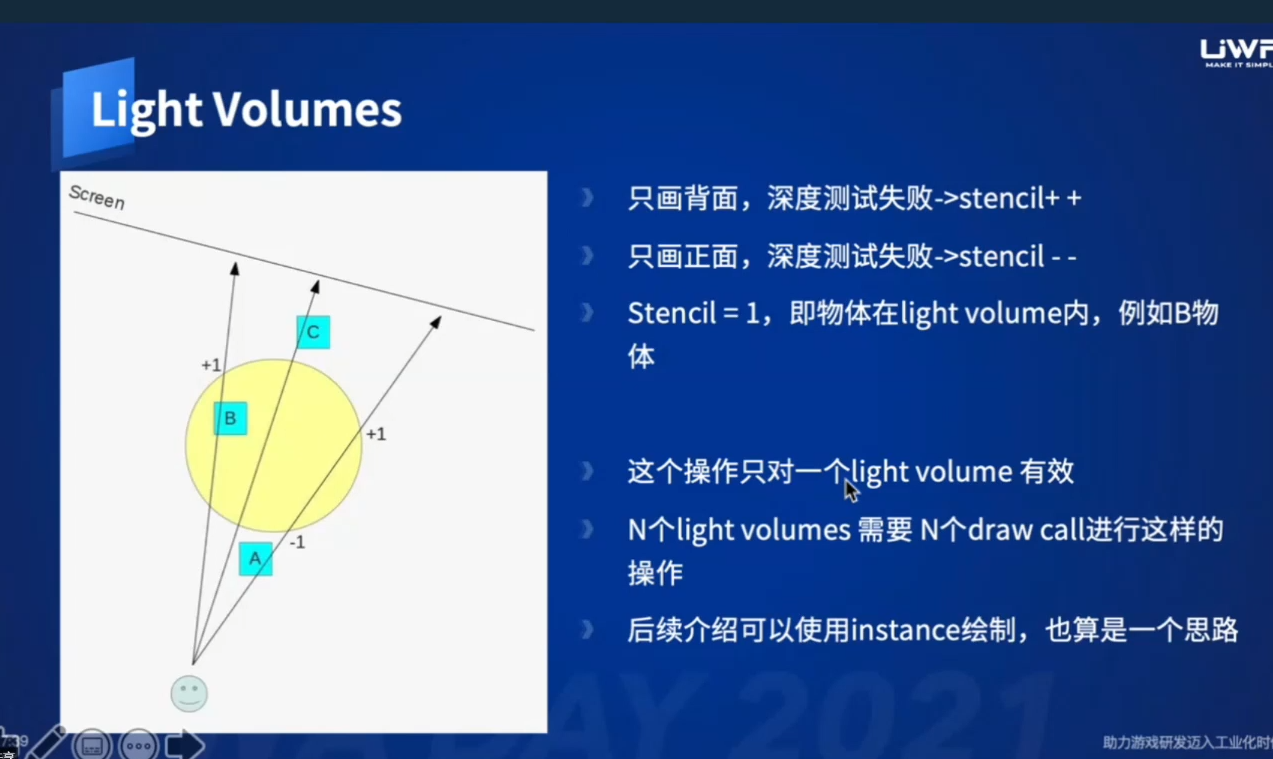 Light Volumes
Screen
C
+1
B
+1
-1
A
只画背面，深度测试失败->stencil+ +
只画正面，深度测试失败->stencil - -
Stencil = 1，即物体在light volume内，例如B物
体
这个操作只对一个light volume 有效
N个light volumes 需要 N个draw call进行这样的
操作
后续介绍可以使用instance绘制，也算是一个思路
MAKE IT SIMPL
DAY 2021
助力游戏研发迈入工业化时
7:39